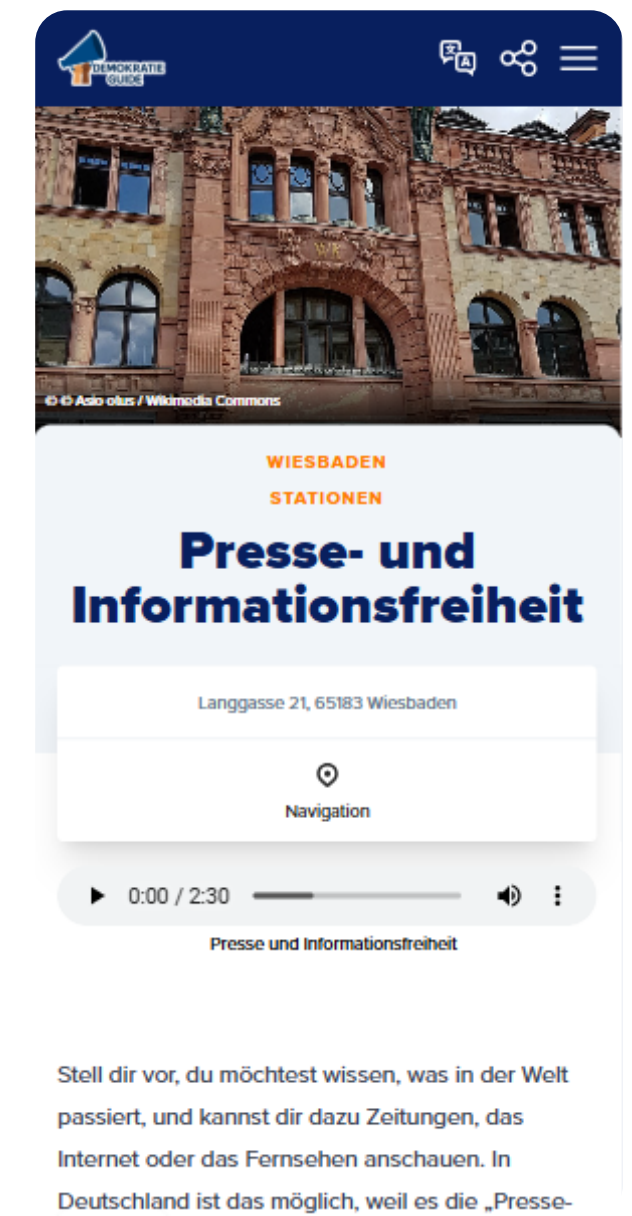 DEMOKRATIE
GUIDE
WK
© © Asio otus / Wikimedia Commons
WIESBADEN
STATIONEN
Presse- und
Informationsfreiheit
Langgasse 21, 65183 Wiesbaden
Navigation
0:00 / 2:30
Presse und Informationsfreiheit
Stell dir vor, du möchtest wissen, was in der Welt
passiert, und kannst dir dazu Zeitungen, das
Internet oder das Fernsehen anschauen. In
Deutschland ist das möglich, weil es die „Presse-